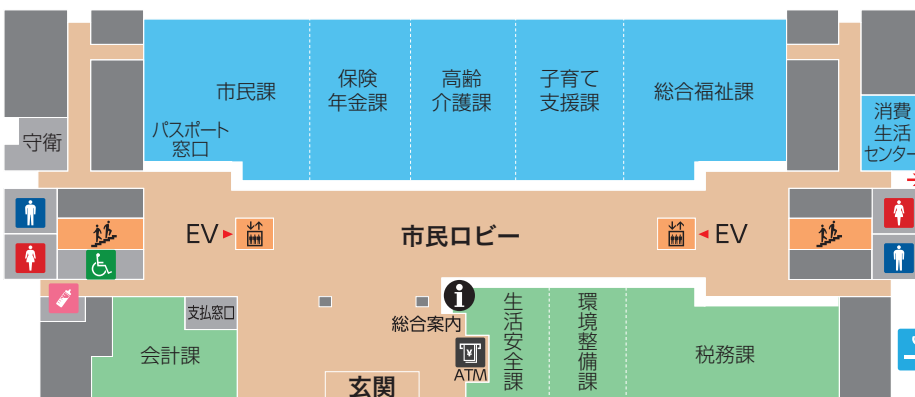 市民課
パスポート
窓口
保険
年金課
高齢
介護課
子育て
支援課
総合福祉課
消費
生活
センター
守衛
EV
市民ロビー
EV
支払窓口
会計課
i
総合案内
¥
ATM
生活安全課
環境整備課
税務課
玄関